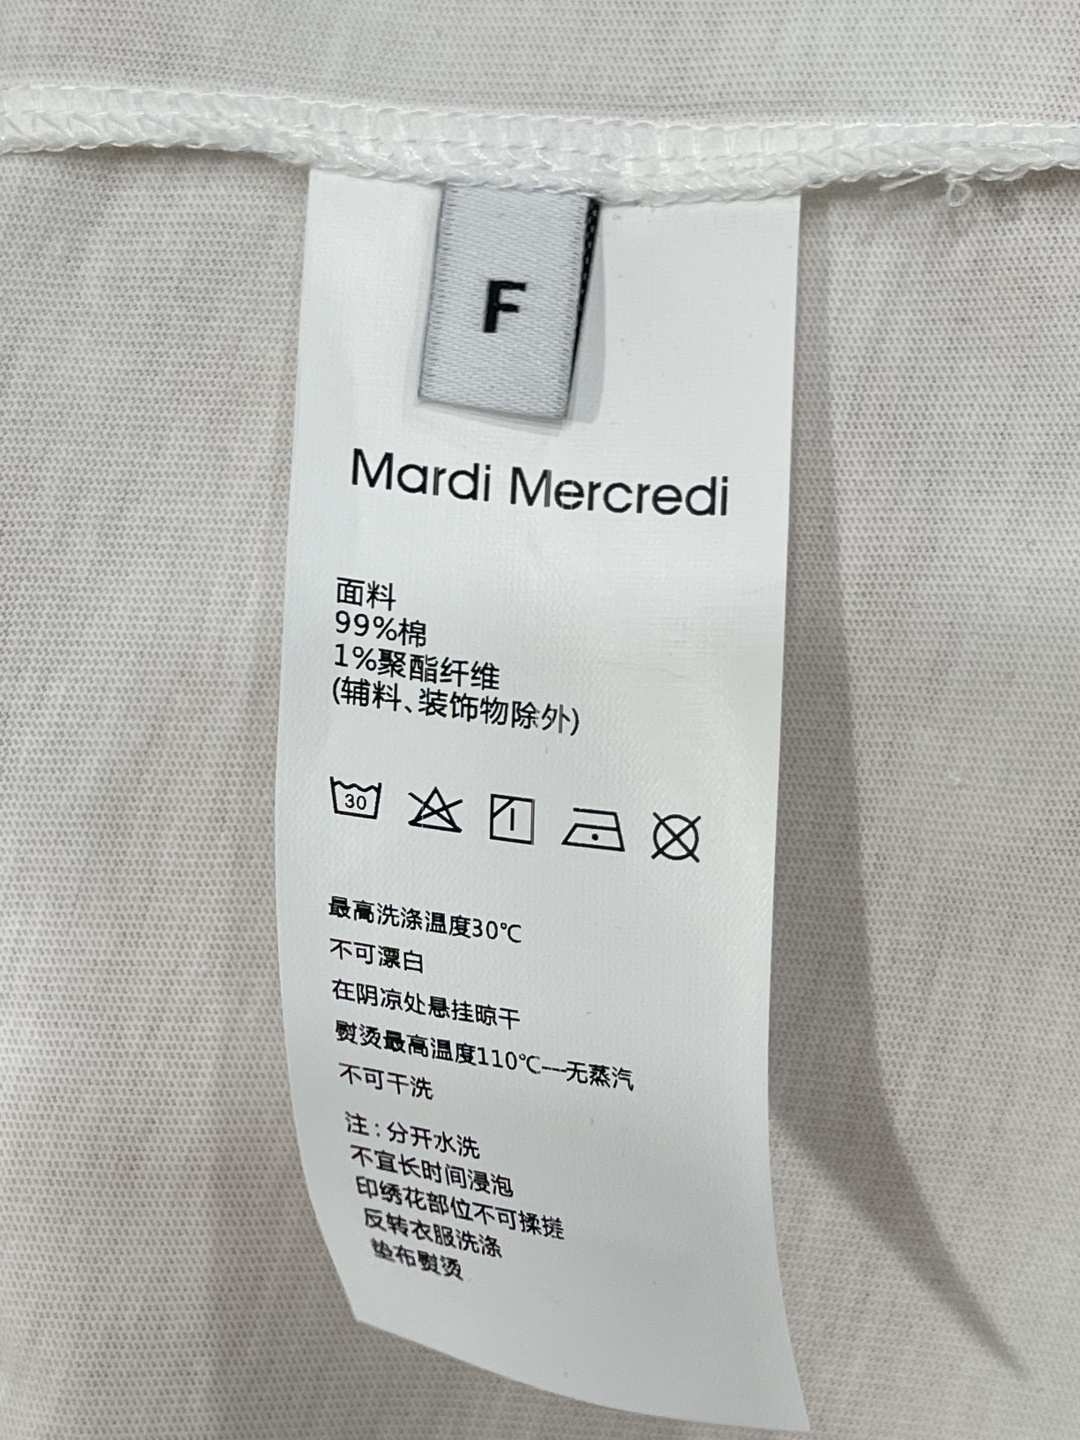 F
Mardi Mercredi
面料
99%棉
1%聚酯纤维
(辅料、装饰物除外)
30
最高洗涤温度30℃
不可漂白
在阴凉处悬挂晾干
熨烫最高温度110℃---无蒸汽
不可干洗
注:分开水洗
不宜长时间浸泡
印绣花部位不可揉搓
反转衣服洗涤
垫布熨烫